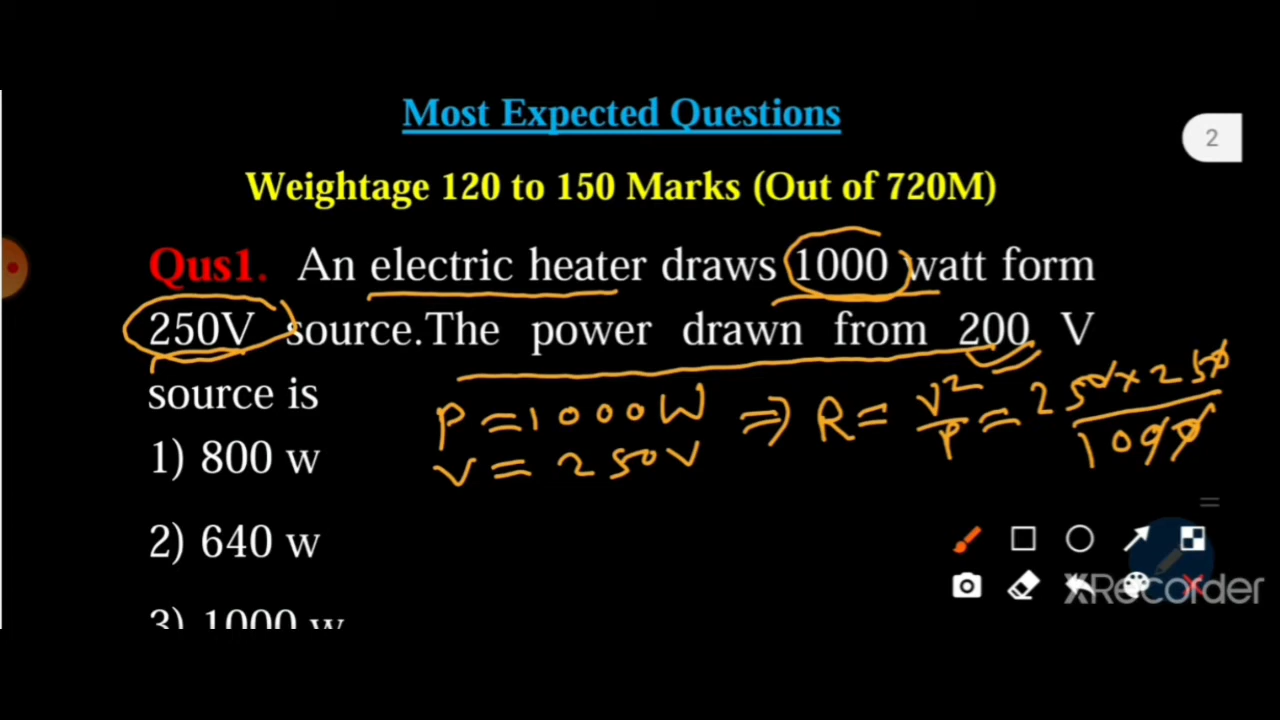 Most Expected Questions
2
Weightage 120 to 150 Marks (Out of 720M)
Qus1. An electric heater draws 1000 watt form
250V source.The power drawn from 200 V
source is
P = 1000W ⇒ R = V²/P = 250×250/1000
V = 250V
1) 800 w
2) 640 w
XRecorder
3) 1000 w